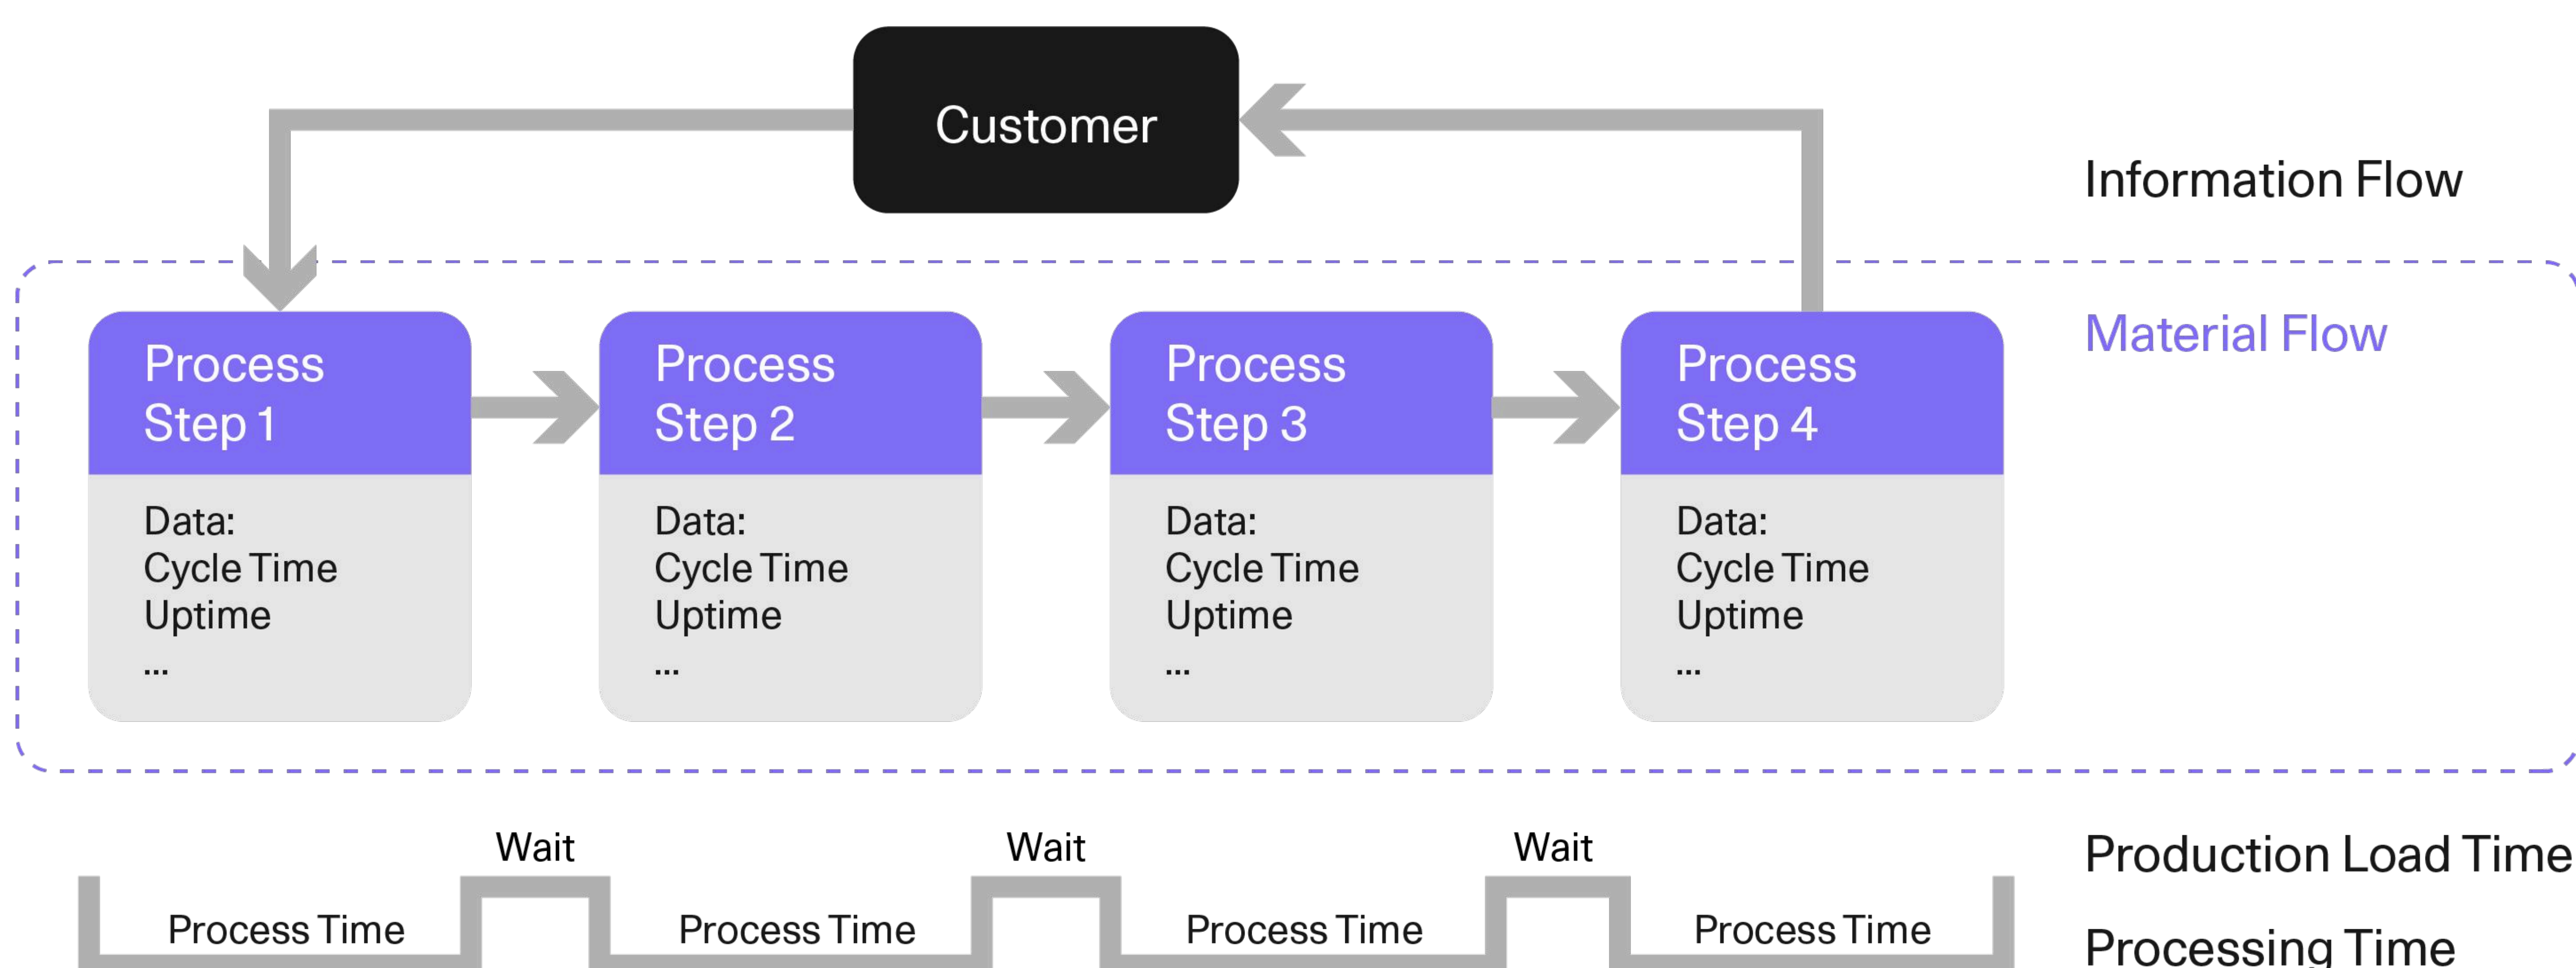 Customer
Information Flow
Material Flow
Process
Step 1
Data:
Cycle Time
Uptime
...
Process
Step 2
Data:
Cycle Time
Uptime
...
Process
Step 3
Data:
Cycle Time
Uptime
...
Process
Step 4
Data:
Cycle Time
Uptime
...
Wait
Wait
Wait
Production Load Time
Process Time
Process Time
Process Time
Process Time
Processing Time